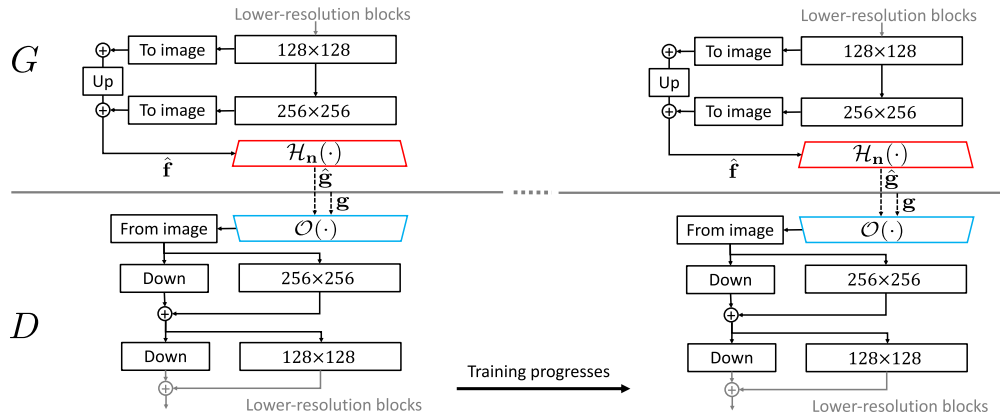 Lower-resolution blocks
G
To image
128×128
Up
To image
256×256
f̂
ℋₙ(·)
ĝ
g
From image
𝒪(·)
Down
256×256
D
Down
128×128
Lower-resolution blocks
Training progresses
Lower-resolution blocks
To image
128×128
Up
To image
256×256
f̂
ℋₙ(·)
ĝ
g
From image
𝒪(·)
Down
256×256
Down
128×128
Lower-resolution blocks